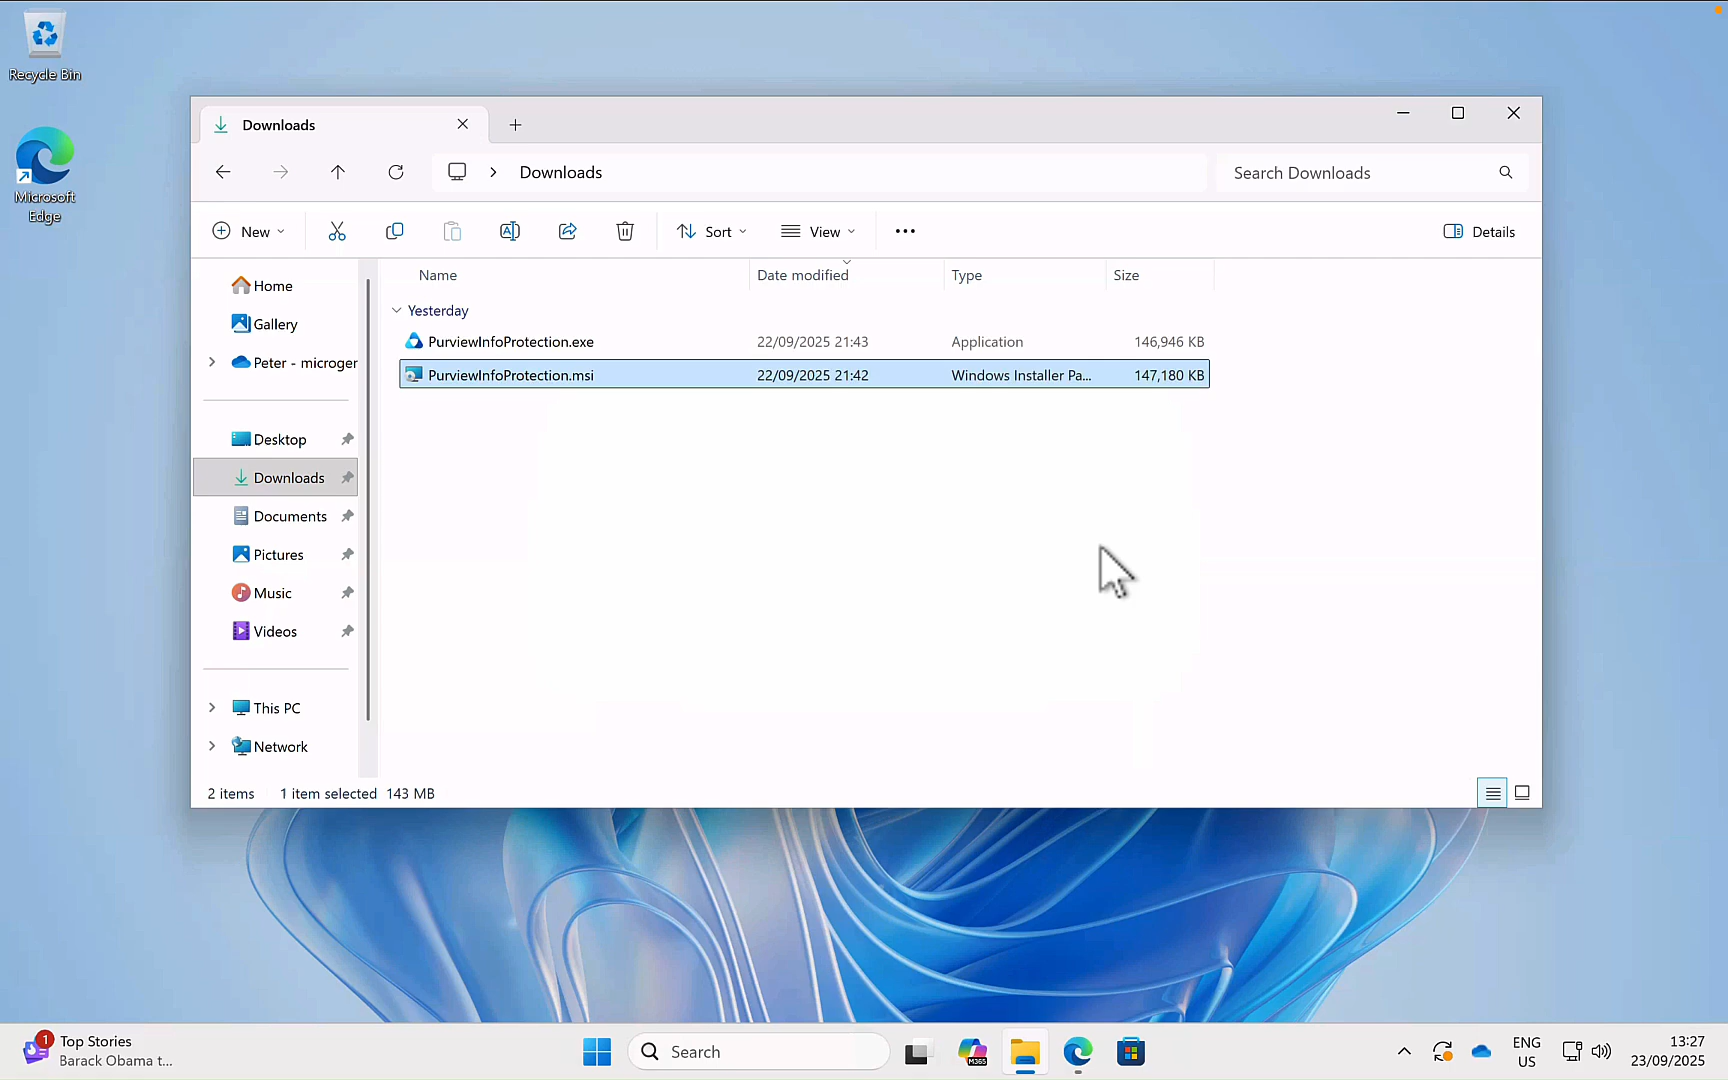 Recycle Bin
Microsoft
Edge
Downloads
Downloads
Search Downloads
New
Sort
View
Details
Name
Date modified
Type
Size
Home
Gallery
Peter - microger
Desktop
Downloads
Documents
Pictures
Music
Videos
This PC
Network
Yesterday
PurviewInfoProtection.exe 22/09/2025 21:43 Application 146,946 KB
PurviewInfoProtection.msi 22/09/2025 21:42 Windows Installer Pa... 147,180 KB
2 items 1 item selected 143 MB
1
Top Stories
Barack Obama t...
Search
M365
ENG
US
13:27
23/09/2025